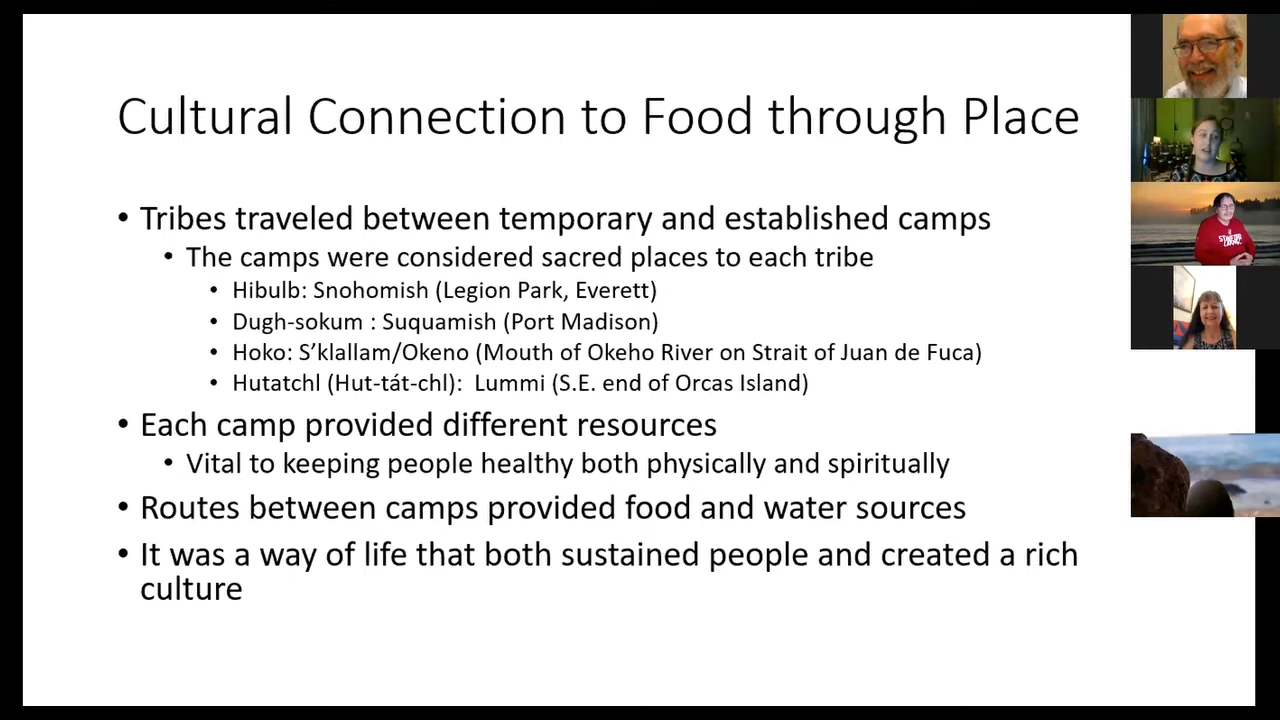 Cultural Connection to Food through Place
• Tribes traveled between temporary and established camps
• The camps were considered sacred places to each tribe
• Hibulb: Snohomish (Legion Park, Everett)
• Dugh-sokum : Suquamish (Port Madison)
• Hoko: S’klallam/Okeno (Mouth of Okeho River on Strait of Juan de Fuca)
• Hutatchl (Hut-tát-chl): Lummi (S.E. end of Orcas Island)
• Each camp provided different resources
• Vital to keeping people healthy both physically and spiritually
• Routes between camps provided food and water sources
• It was a way of life that both sustained people and created a rich
culture